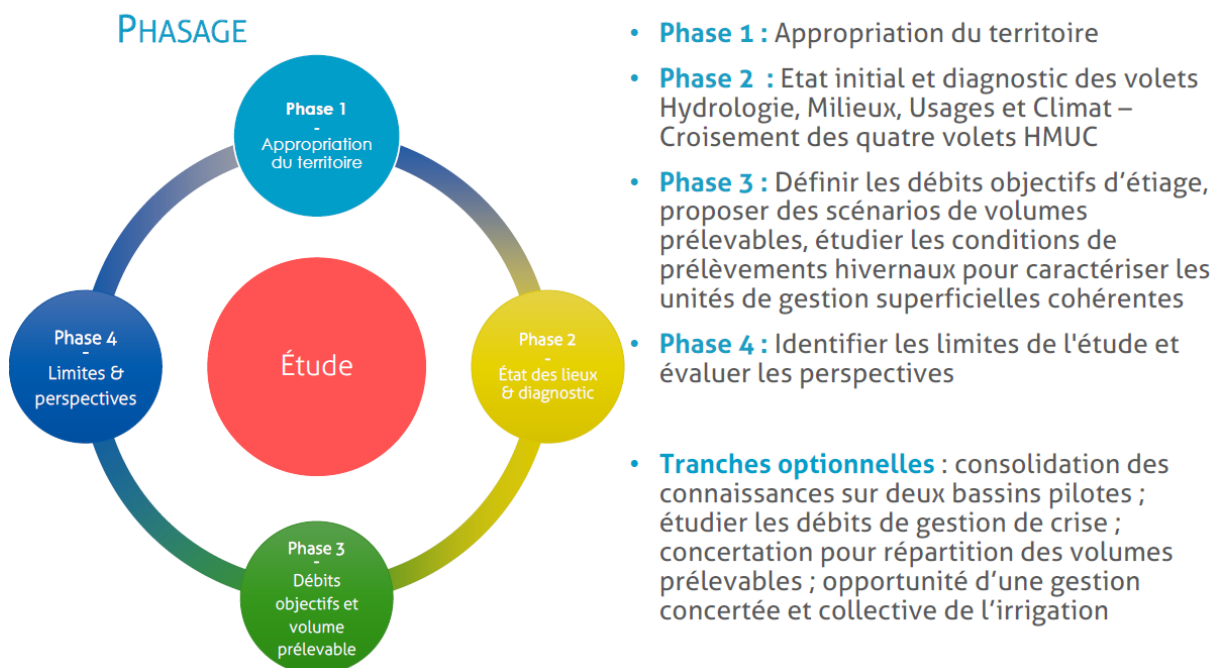 PHASAGE
Phase 1
-
Appropriation
du territoire
Phase 2
-
État des lieux
& diagnostic
Phase 3
-
Débits
objectifs et
volume
prélevable
Phase 4
-
Limites &
perspectives
Étude
• Phase 1 : Appropriation du territoire
• Phase 2 : Etat initial et diagnostic des volets
Hydrologie, Milieux, Usages et Climat –
Croisement des quatre volets HMUC
• Phase 3 : Définir les débits objectifs d’étiage,
proposer des scénarios de volumes
prélevables, étudier les conditions de
prélèvements hivernaux pour caractériser les
unités de gestion superficielles cohérentes
• Phase 4 : Identifier les limites de l'étude et
évaluer les perspectives
• Tranches optionnelles : consolidation des
connaissances sur deux bassins pilotes ;
étudier les débits de gestion de crise ;
concertation pour répartition des volumes
prélevables ; opportunité d’une gestion
concertée et collective de l’irrigation